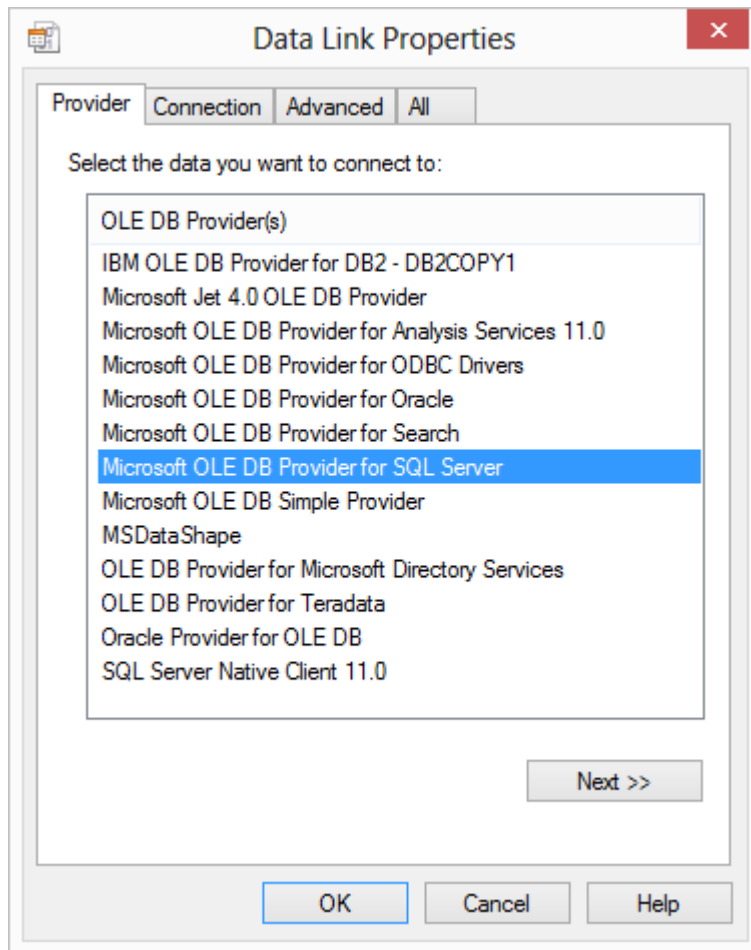 Data Link Properties
Provider Connection Advanced All
Select the data you want to connect to:
OLE DB Provider(s)
IBM OLE DB Provider for DB2 - DB2COPY1
Microsoft Jet 4.0 OLE DB Provider
Microsoft OLE DB Provider for Analysis Services 11.0
Microsoft OLE DB Provider for ODBC Drivers
Microsoft OLE DB Provider for Oracle
Microsoft OLE DB Provider for Search
Microsoft OLE DB Provider for SQL Server
Microsoft OLE DB Simple Provider
MSDataShape
OLE DB Provider for Microsoft Directory Services
OLE DB Provider for Teradata
Oracle Provider for OLE DB
SQL Server Native Client 11.0
Next >>
OK Cancel Help